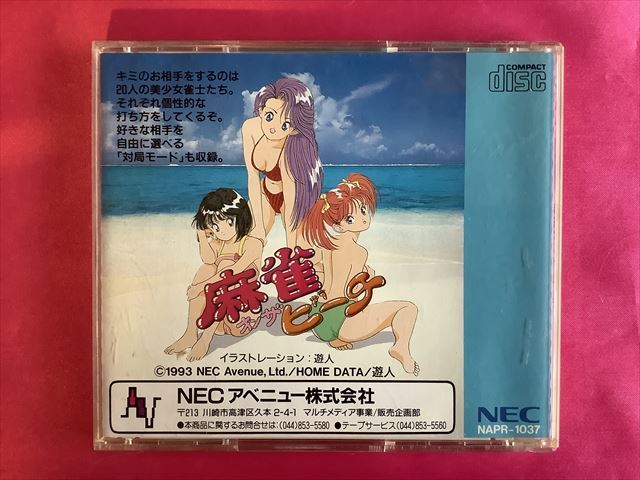 キミのお相手をするのは
20人の美少女雀士たち。
それぞれ個性的な
打ち方をしてくるぞ。
好きな相手を
自由に選べる
「対局モード」も収録。
COMPACT
disc
麻雀
オンザ
ビーチ
イラストレーション:遊人
©1993 NEC Avenue, Ltd./HOME DATA/遊人
NEC アベニュー株式会社
〒213 川崎市高津区久本 2-4-1 マルチメディア事業/販売企画部
●本商品に関するお問合せは:(044)853-5580 ●テープサービス(044)853-5560
NEC
NAPR-1037